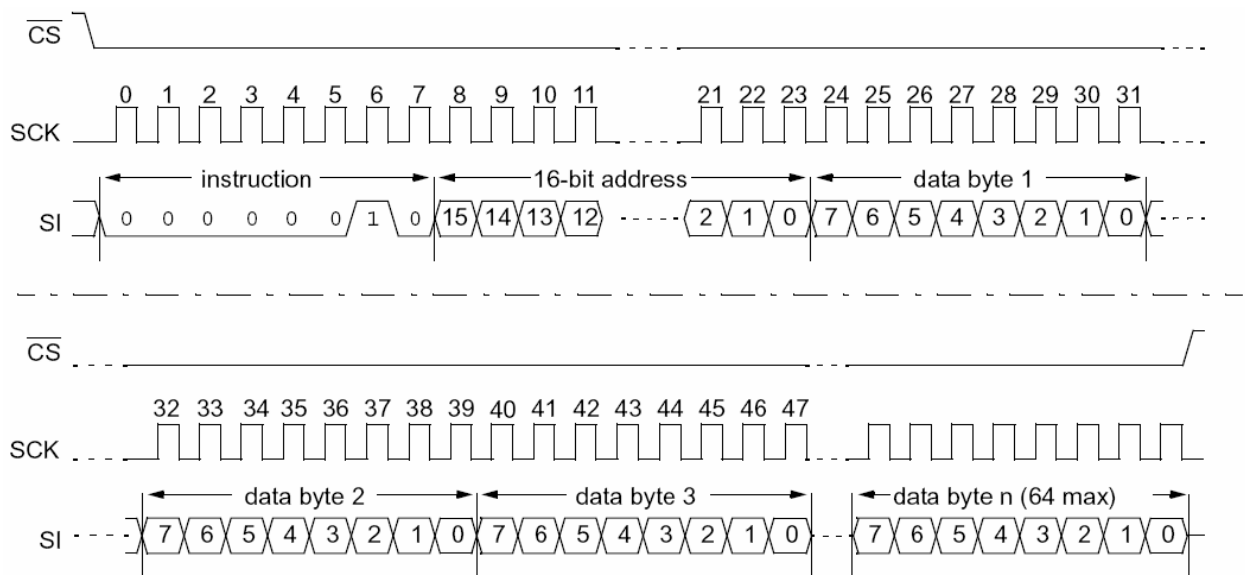 CS
0 1 2 3 4 5 6 7 8 9 10 11 21 22 23 24 25 26 27 28 29 30 31
SCK
instruction 16-bit address data byte 1
SI 0 0 0 0 0 0 1 0 15 14 13 12 2 1 0 7 6 5 4 3 2 1 0
CS
32 33 34 35 36 37 38 39 40 41 42 43 44 45 46 47
SCK
data byte 2 data byte 3 data byte n (64 max)
SI 7 6 5 4 3 2 1 0 7 6 5 4 3 2 1 0 7 6 5 4 3 2 1 0